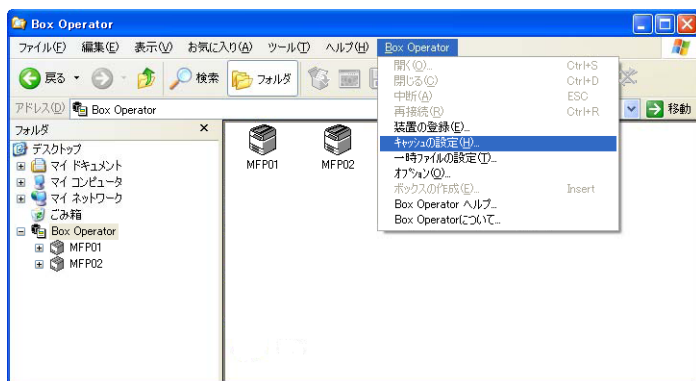 Box Operator
ファイル(F) 編集(E) 表示(V) お気に入り(A) ツール(T) ヘルプ(H) Box Operator
戻る 検索 フォルダ
アドレス(D) Box Operator 移動
開く(O)... Ctrl+S
閉じる(C) Ctrl+D
中断(A) ESC
再接続(R) Ctrl+R
装置の登録(E)...
キャッシュの設定(H)...
一時ファイルの設定(T)...
オプション(O)...
ボックスの作成(E)... Insert
Box Operator ヘルプ...
Box Operatorについて...
フォルダ ×
デスクトップ
マイ ドキュメント
マイ コンピュータ
マイ ネットワーク
ごみ箱
Box Operator
MFP01
MFP02
MFP01 MFP02